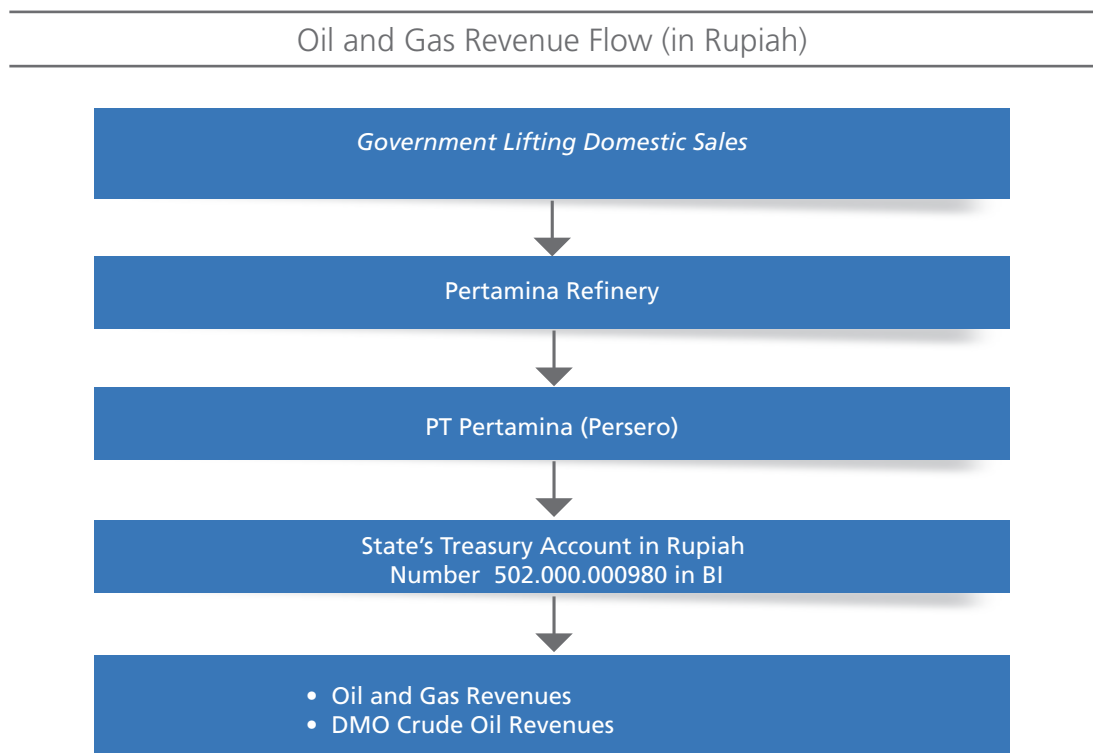 Oil and Gas Revenue Flow (in Rupiah)
Government Lifting Domestic Sales
Pertamina Refinery
PT Pertamina (Persero)
State’s Treasury Account in Rupiah
Number 502.000.000980 in BI
• Oil and Gas Revenues
• DMO Crude Oil Revenues